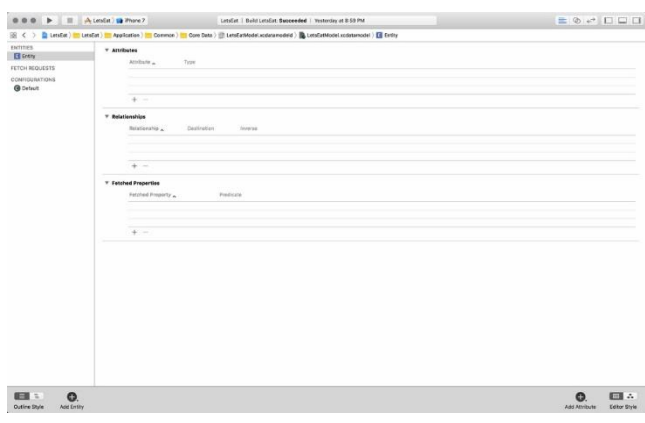 LetsEat iPhone 7 LetsEat | Build LetsEat: Succeeded | Yesterday at 9:59 PM
LetsEat LetsEat Application Common Core Data LetsEatModel.xcdatamodeld LetsEatModel.xcdatamodel E Entity
ENTITIES
E Entity
FETCH REQUESTS
CONFIGURATIONS
C Default
Attributes
Attribute Type
Relationships
Relationship Destination Inverse
Fetched Properties
Fetched Property Predicate
Outline Style Add Entity Add Attribute Editor Style